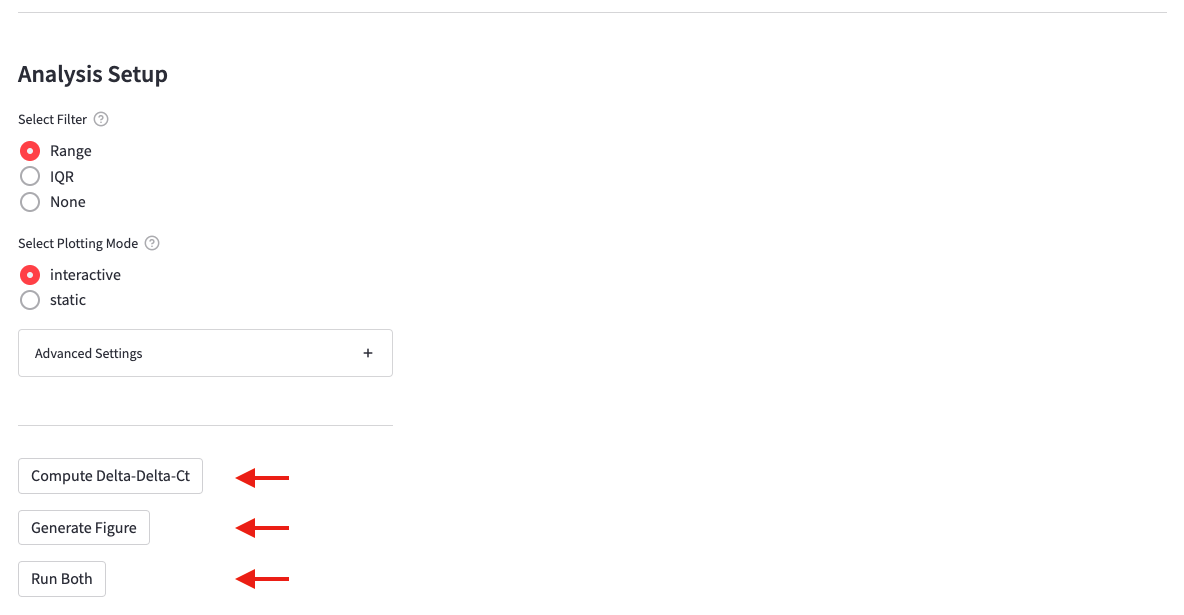 Analysis Setup
Select Filter ?
Range
IQR
None
Select Plotting Mode ?
interactive
static
Advanced Settings +
Compute Delta-Delta-Ct
Generate Figure
Run Both